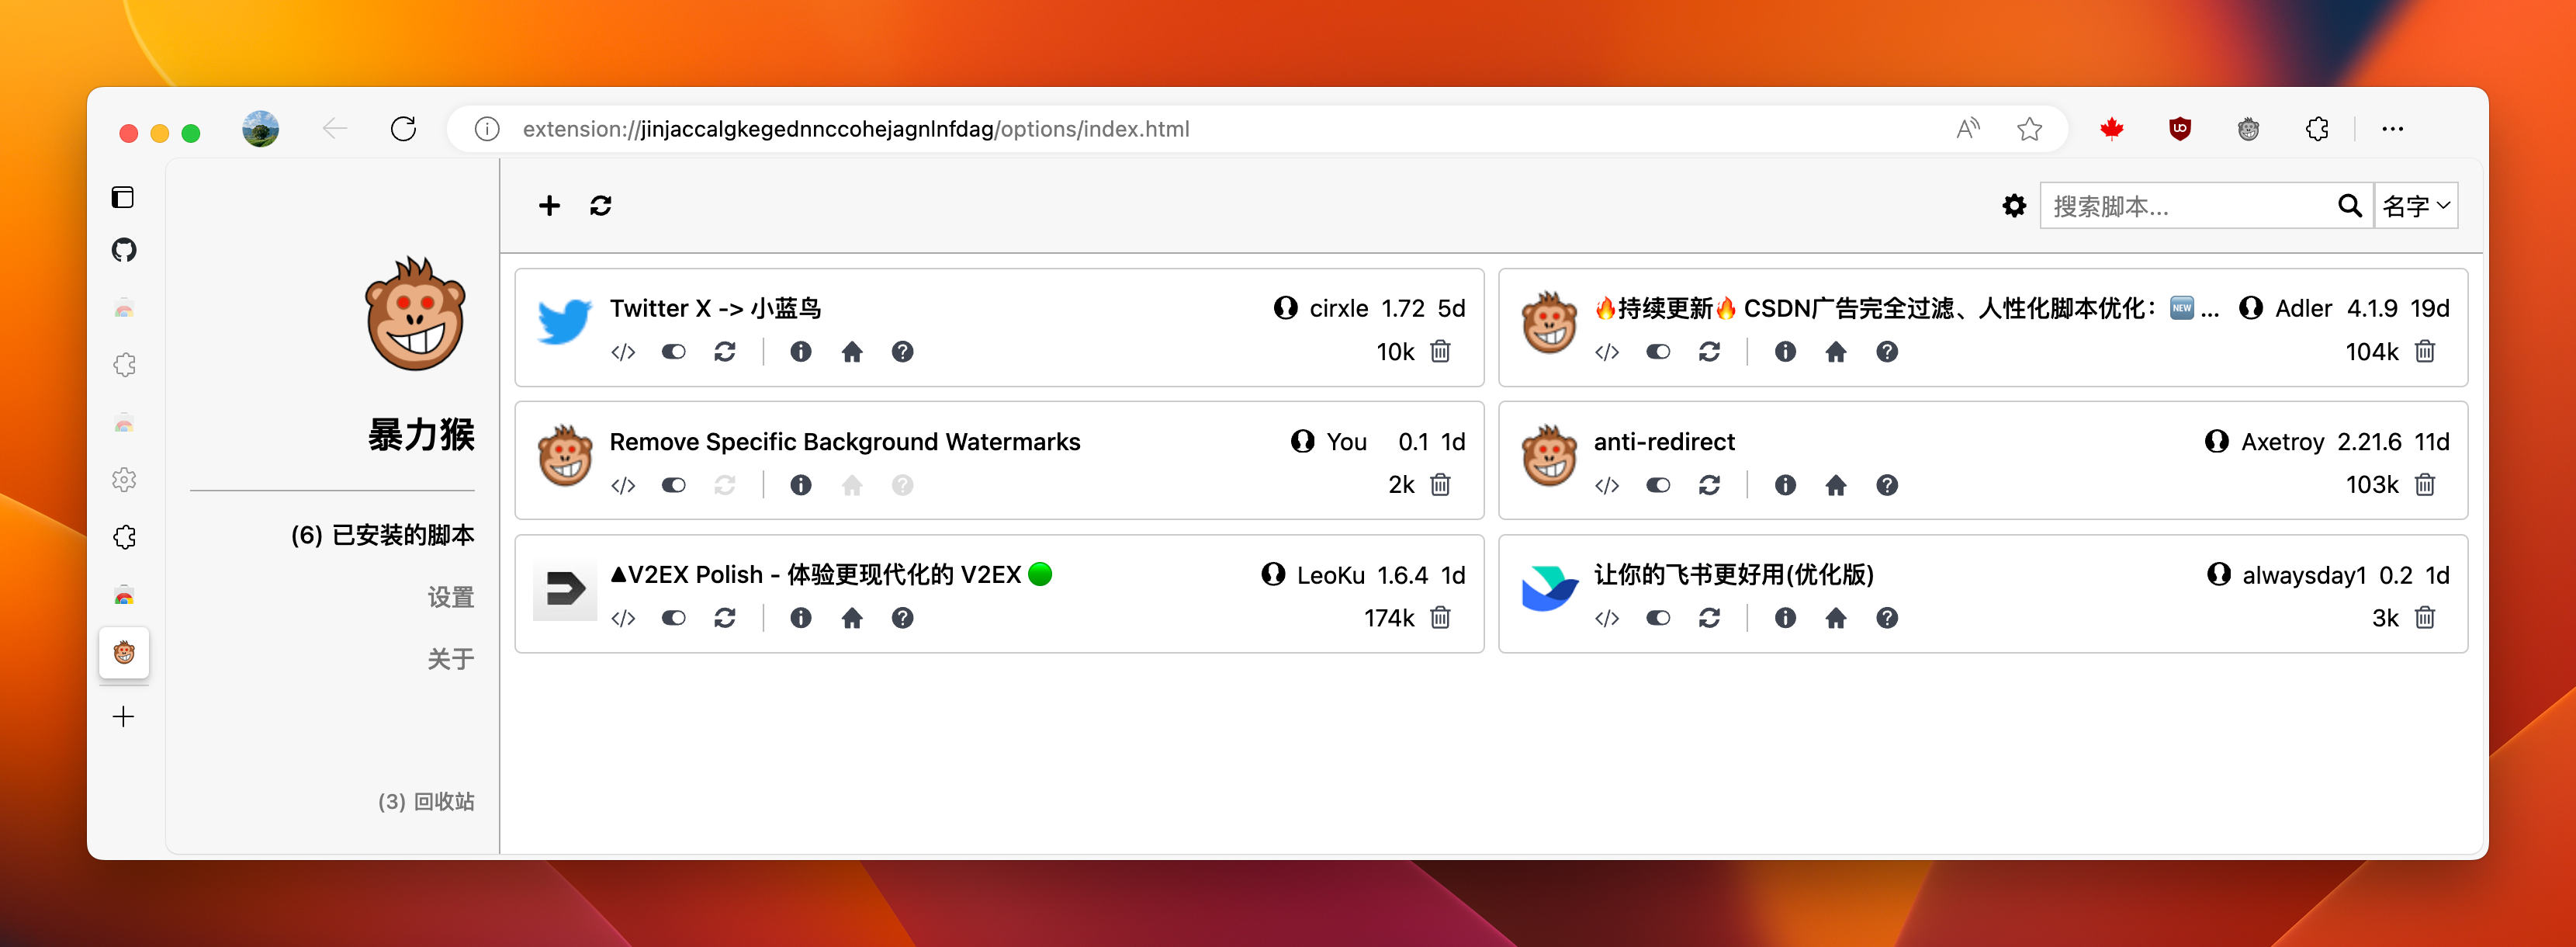 extension://jinjaccalgkegednnccohejagnlnfdag/options/index.html
暴力猴
(6) 已安装的脚本
设置
关于
(3) 回收站
搜索脚本...
名字
Twitter X -> 小蓝鸟 cirxle 1.72 5d
10k
🔥持续更新🔥 CSDN广告完全过滤、人性化脚本优化：🆕 ... Adler 4.1.9 19d
104k
Remove Specific Background Watermarks You 0.1 1d
2k
anti-redirect Axetroy 2.21.6 11d
103k
▲V2EX Polish - 体验更现代化的 V2EX 🟢 LeoKu 1.6.4 1d
174k
让你的飞书更好用(优化版) alwaysday1 0.2 1d
3k